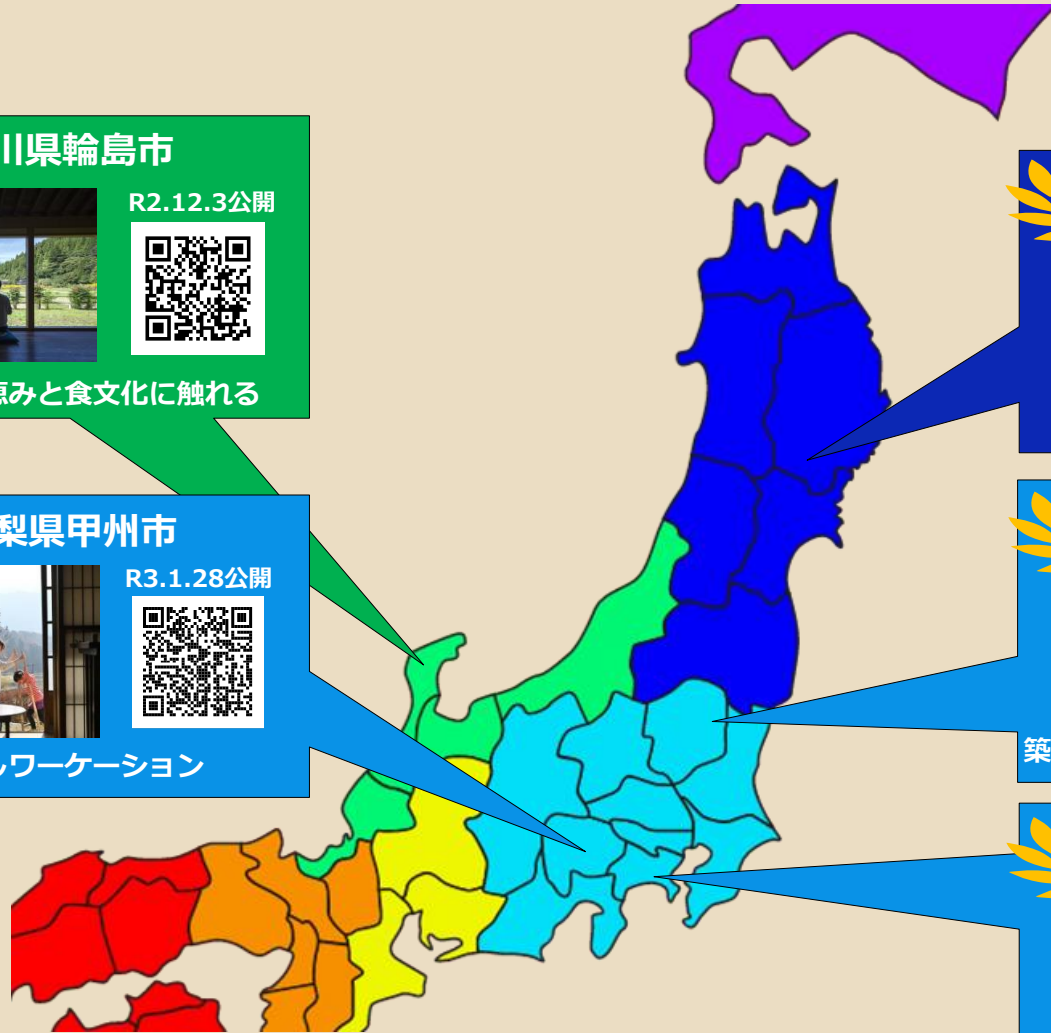 川県輪島市
R2.12.3公開
恵みと食文化に触れる
梨県甲州市
R3.1.28公開
ルワーケーション
築